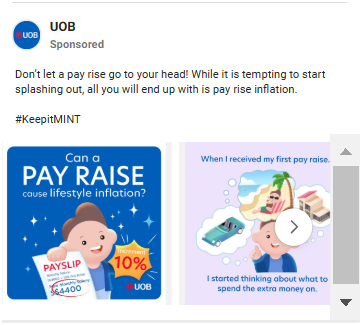 UOB
UOB
Sponsored
Don't let a pay rise go to your head! While it is tempting to start
splashing out, all you will end up with is pay rise inflation.
#KeepitMINT
Can a
PAY RAISE
cause lifestyle inflation?
PAYSLIP
New Monthly Salary
S$4400
Increment
10%
UOB
When I received my first pay raise.
I started thinking about what to
spend the extra money on.